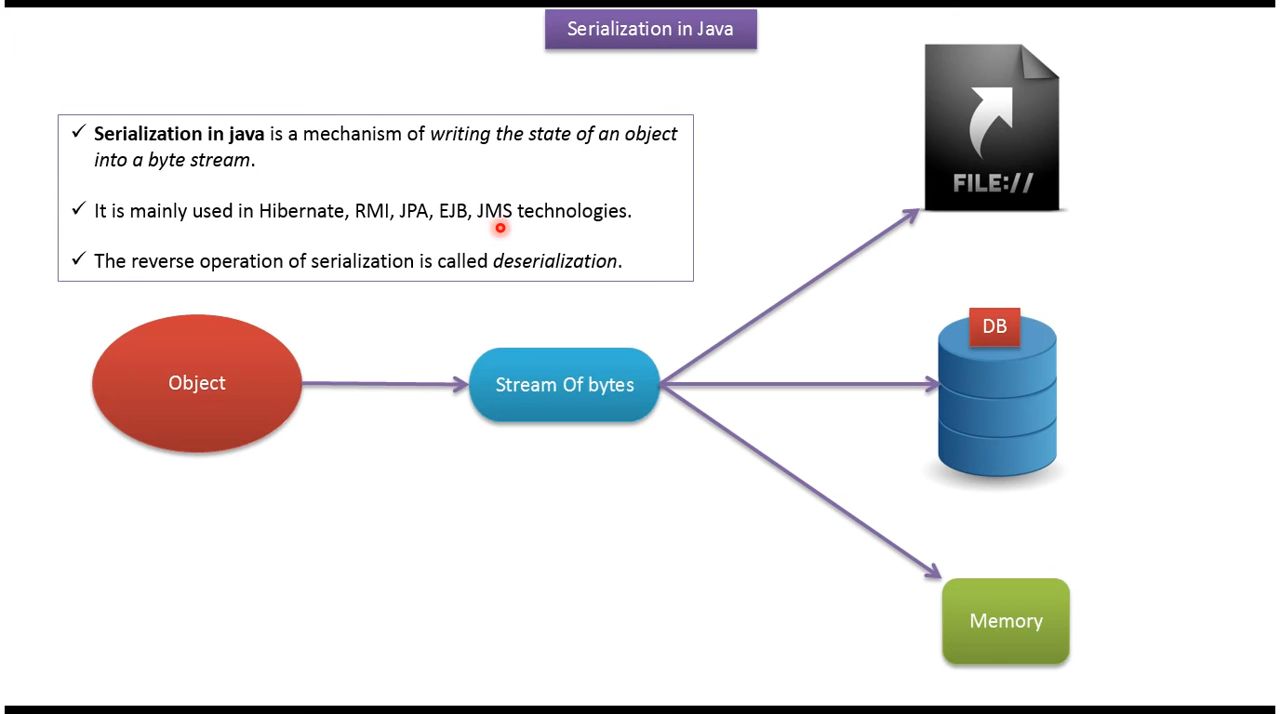 Serialization in Java
✓ Serialization in java is a mechanism of writing the state of an object
into a byte stream.
✓ It is mainly used in Hibernate, RMI, JPA, EJB, JMS technologies.
✓ The reverse operation of serialization is called deserialization.
FILE://
DB
Object
Stream Of bytes
Memory